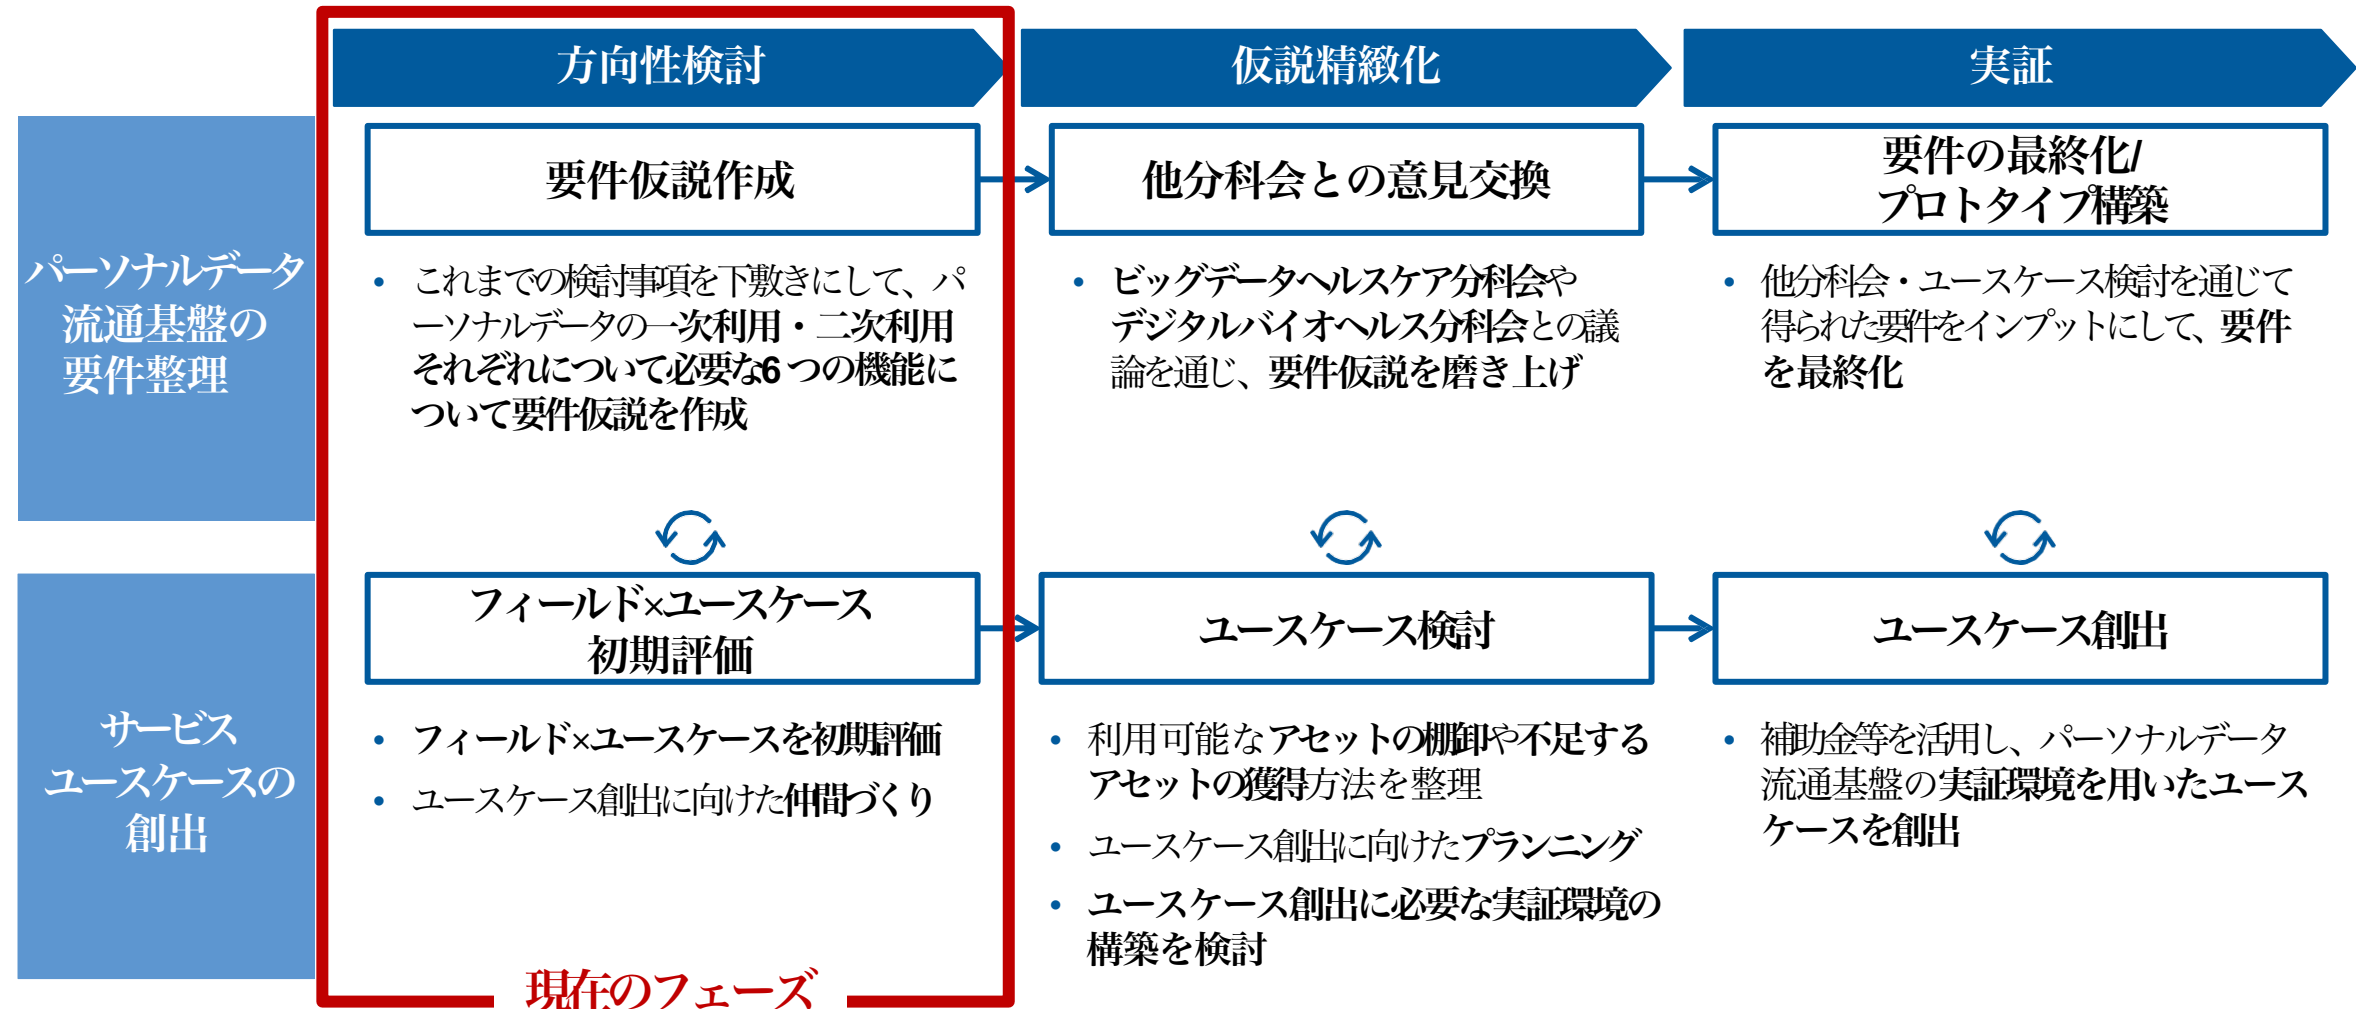 方向性検討
仮説精緻化
実証
パーソナルデータ
流通基盤の
要件整理
要件仮説作成
他分科会との意見交換
要件の最終化/
プロトタイプ構築
• これまでの検討事項を下敷きにして、パ
ーソナルデータの一次利用・二次利用
それぞれについて必要な6つの機能に
ついて要件仮説を作成
• ビッグデータヘルスケア分科会や
デジタルバイオヘルス分科会との議
論を通じ、要件仮説を磨き上げ
• 他分科会・ユースケース検討を通じて
得られた要件をインプットにして、要件
を最終化
サービス
ユースケースの
創出
フィールド×ユースケース
初期評価
ユースケース検討
ユースケース創出
• フィールド×ユースケースを初期評価
• ユースケース創出に向けた仲間づくり
• 利用可能なアセットの棚卸や不足する
アセットの獲得方法を整理
• ユースケース創出に向けたプランニング
• ユースケース創出に必要な実証環境の
構築を検討
• 補助金等を活用し、パーソナルデータ
流通基盤の実証環境を用いたユース
ケースを創出
現在のフェーズ